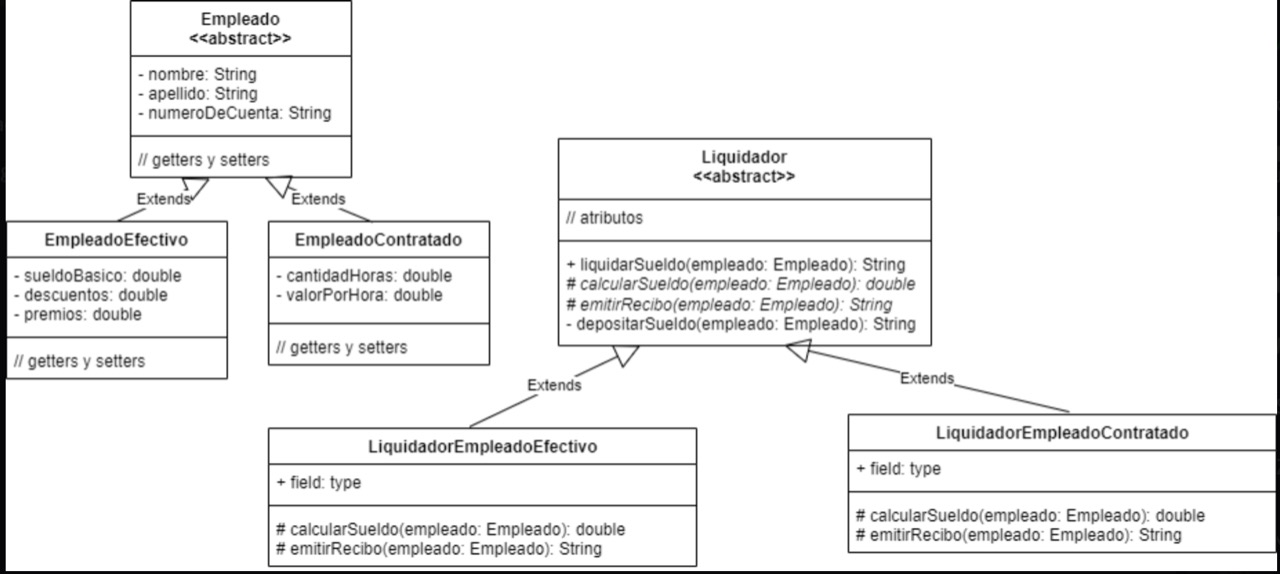 Empleado
<<abstract>>
- nombre: String
- apellido: String
- numeroDeCuenta: String
// getters y setters
Extends
Extends
EmpleadoEfectivo
- sueldoBasico: double
- descuentos: double
- premios: double
// getters y setters
EmpleadoContratado
- cantidadHoras: double
- valorPorHora: double
// getters y setters
Liquidador
<<abstract>>
// atributos
+ liquidarSueldo(empleado: Empleado): String
# calcularSueldo(empleado: Empleado): double
# emitirRecibo(empleado: Empleado): String
- depositarSueldo(empleado: Empleado): String
Extends
Extends
LiquidadorEmpleadoEfectivo
+ field: type
# calcularSueldo(empleado: Empleado): double
# emitirRecibo(empleado: Empleado): String
LiquidadorEmpleadoContratado
+ field: type
# calcularSueldo(empleado: Empleado): double
# emitirRecibo(empleado: Empleado): String